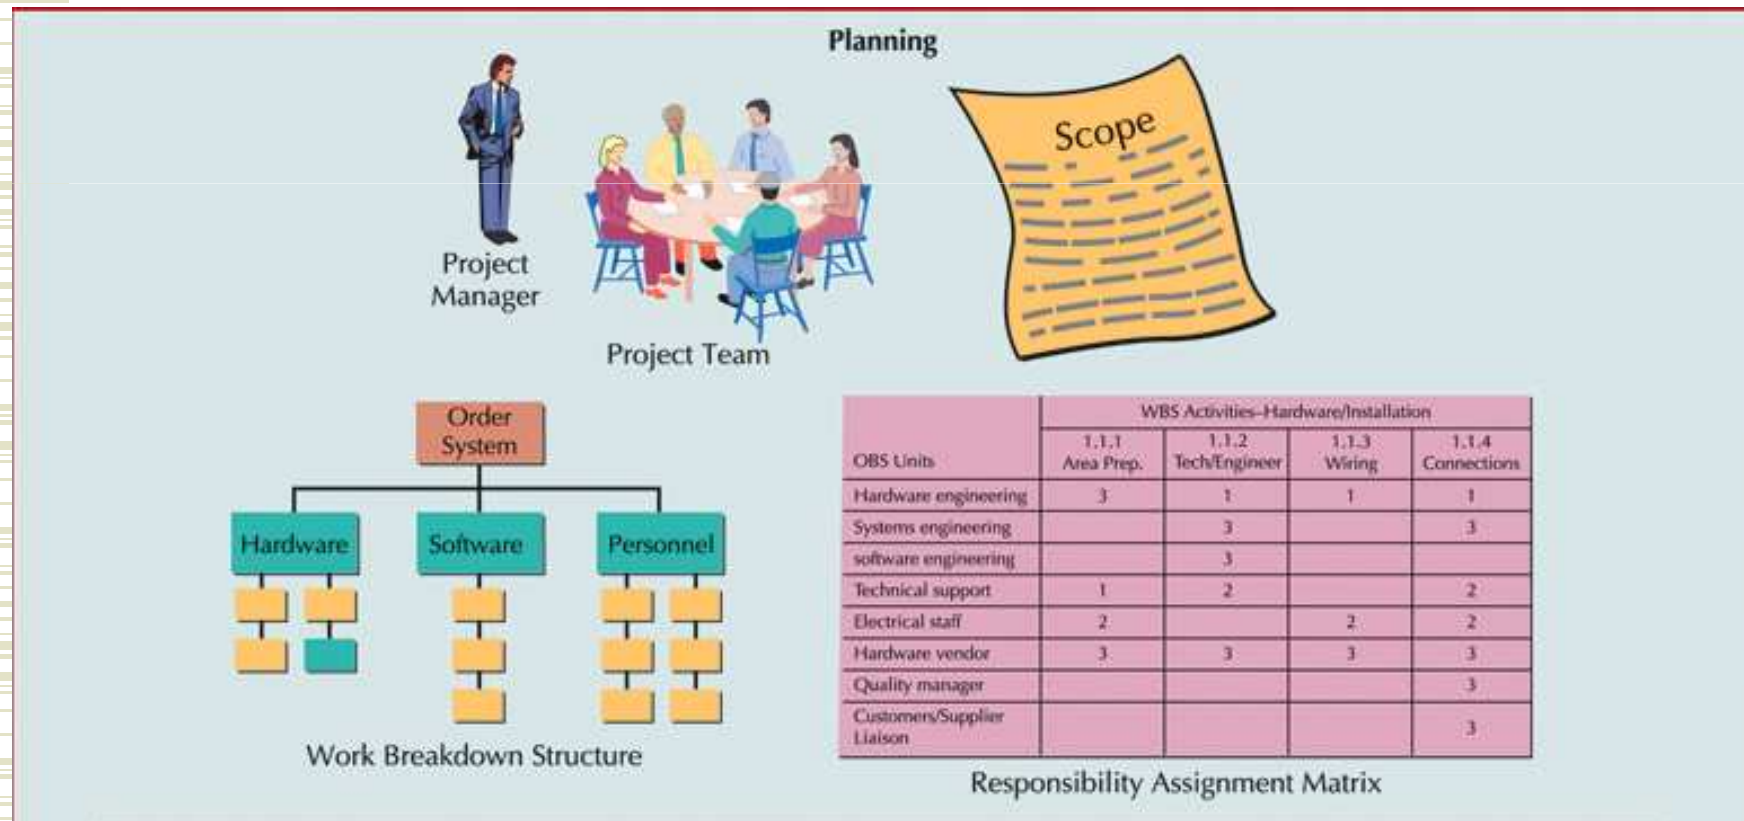 Planning
Scope
Project
Manager
Project Team
Order
System
Hardware
Software
Personnel
Work Breakdown Structure
WBS Activities–Hardware/Installation
OBS Units
1.1.1
Area Prep.
1.1.2
Tech/Engineer
1.1.3
Wiring
1.1.4
Connections
Hardware engineering 3 1 1 1
Systems engineering 3 3
software engineering 3
Technical support 1 2 2
Electrical staff 2 2 2
Hardware vendor 3 3 3 3
Quality manager 3
Customers/Supplier
Liaison 3
Responsibility Assignment Matrix